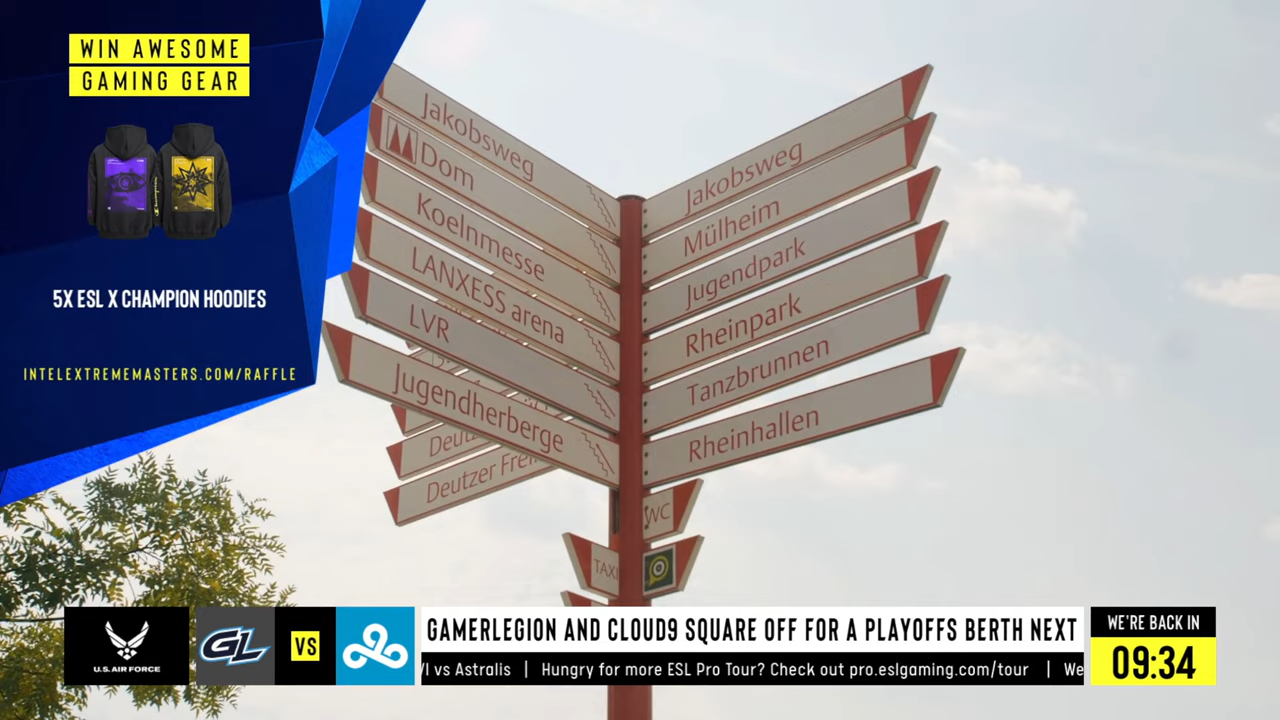 WIN AWESOME
GAMING GEAR
5X ESL X CHAMPION HOODIES
INTELEXTREMEMASTERS.COM/RAFFLE
Jakobsweg
Dom
Koelnmesse
LANXESS arena
LVR
Jugendherberge
Deutzer
Jakobsweg
Mülheim
Jugendpark
Rheinpark
Tanzbrunnen
Rheinhallen
WC
TAXI
U.S. AIR FORCE
GL
VS
GAMERLEGION AND CLOUD9 SQUARE OFF FOR A PLAYOFFS BERTH NEXT
vs Astralis | Hungry for more ESL Pro Tour? Check out pro.eslgaming.com/tour | We
WE'RE BACK IN
09:34